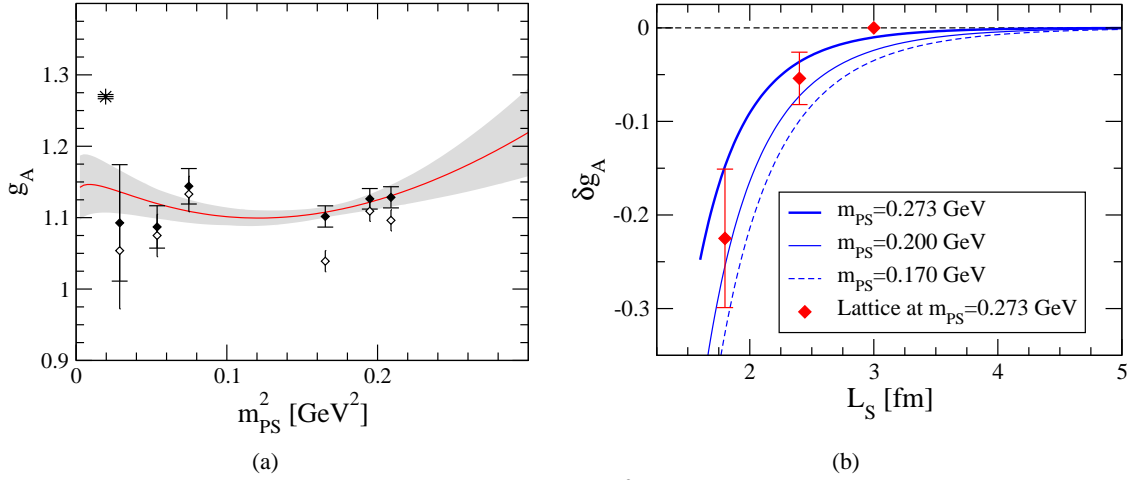 1.3
1.2
1.1
1
0.9
g_A
0
0.1
0.2
m_PS^2 [GeV^2]
(a)
0
-0.1
-0.2
-0.3
δg_A
m_PS=0.273 GeV
m_PS=0.200 GeV
m_PS=0.170 GeV
Lattice at m_PS=0.273 GeV
2
3
4
5
L_S [fm]
(b)